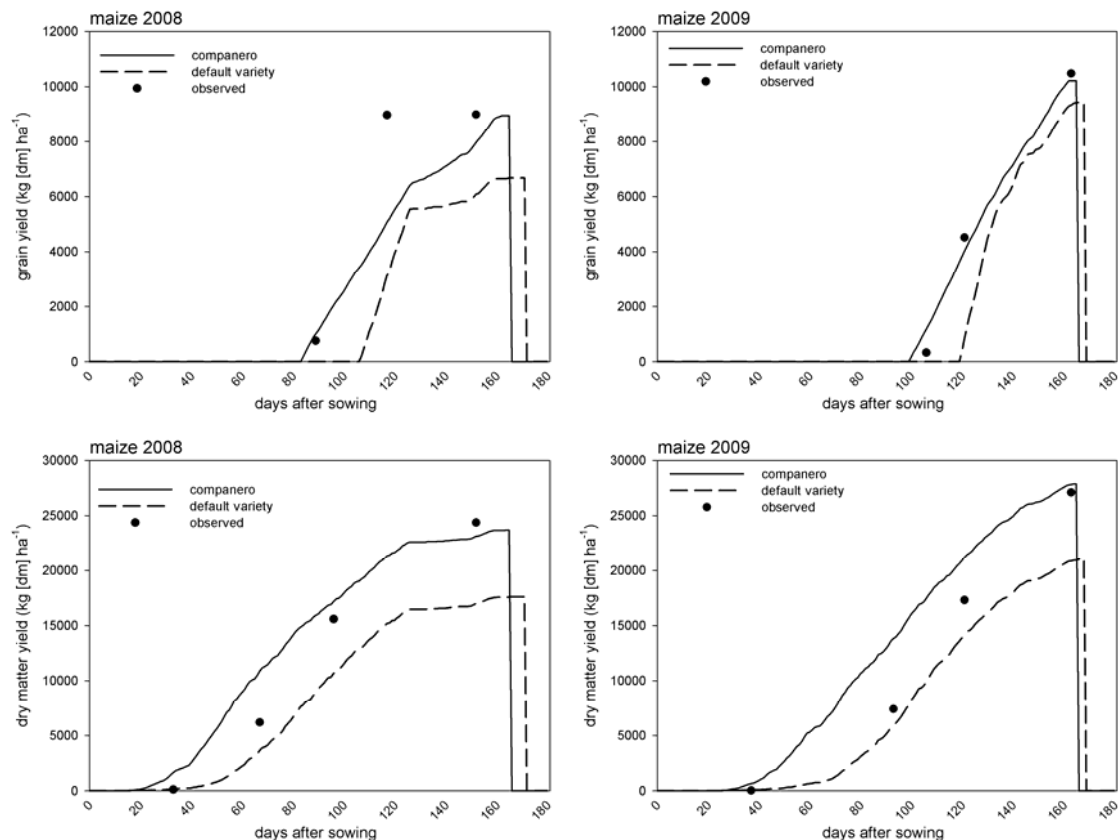 maize 2008
12000
10000
8000
6000
4000
2000
0
grain yield (kg [dm] ha⁻¹)
companero
default variety
observed
0 20 40 60 80 100 120 140 160 180
days after sowing
maize 2009
12000
10000
8000
6000
4000
2000
0
grain yield (kg [dm] ha⁻¹)
companero
default variety
observed
0 20 40 60 80 100 120 140 160 180
days after sowing
maize 2008
30000
25000
20000
15000
10000
5000
0
dry matter yield (kg [dm] ha⁻¹)
companero
default variety
observed
0 20 40 60 80 100 120 140 160 180
days after sowing
maize 2009
30000
25000
20000
15000
10000
5000
0
dry matter yield (kg [dm] ha⁻¹)
companero
default variety
observed
0 20 40 60 80 100 120 140 160 180
days after sowing